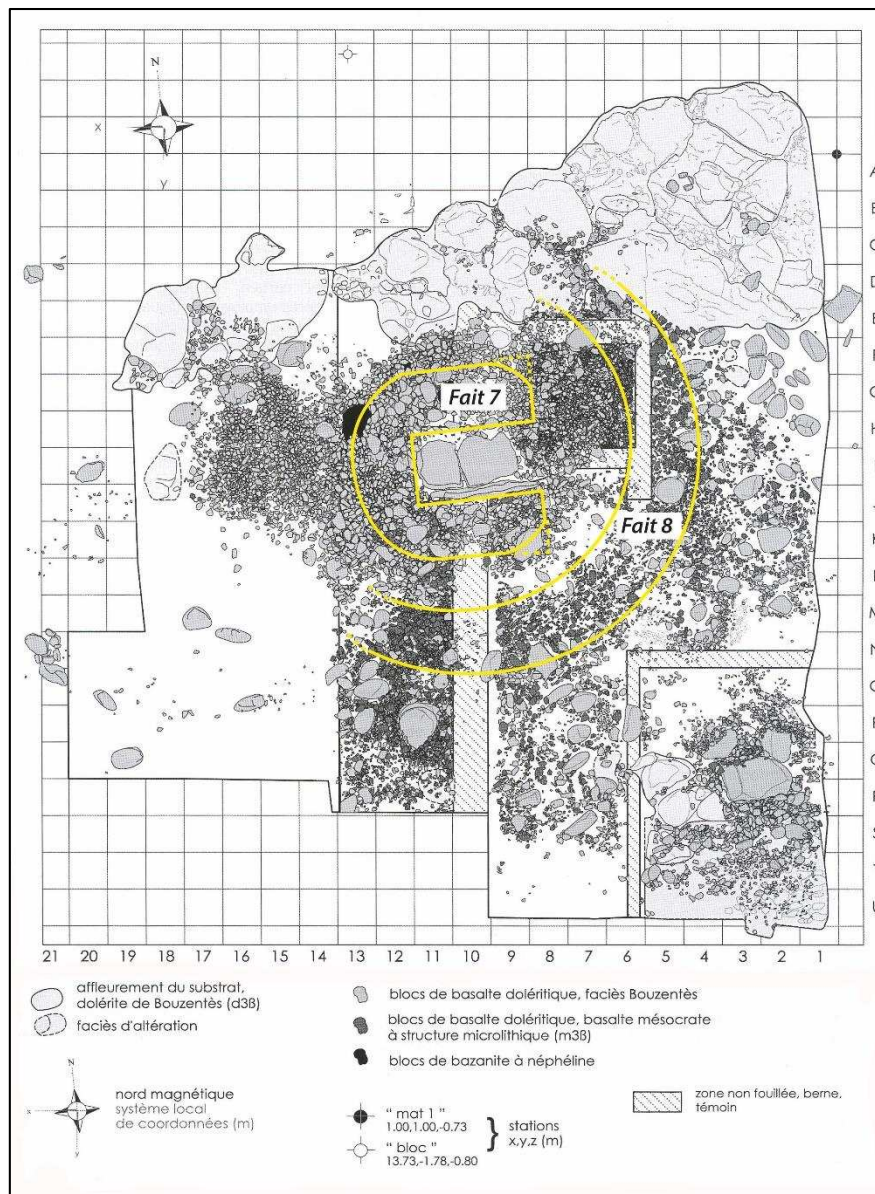 N
x
y
Fait 7
Fait 8
A
D
H
K
M
N
S
U
21 20 19 18 17 16 15 14 13 12 11 10 9 8 7 6 5 4 3 2 1
affleurement du substrat,
dolérite de Bouzentès (d3ß)
faciès d'altération
blocs de basalte doléritique, faciès Bouzentès
blocs de basalte doléritique, basalte mésocrate
à structure microlithique (m3ß)
blocs de bazanite à néphéline
N
x
y
nord magnétique
système local
de coordonnées (m)
" mat 1 "
1.00,1.00,-0.73
" bloc "
13.73,-1.78,-0.80
} stations
x,y,z (m)
zone non fouillée, berne,
témoin